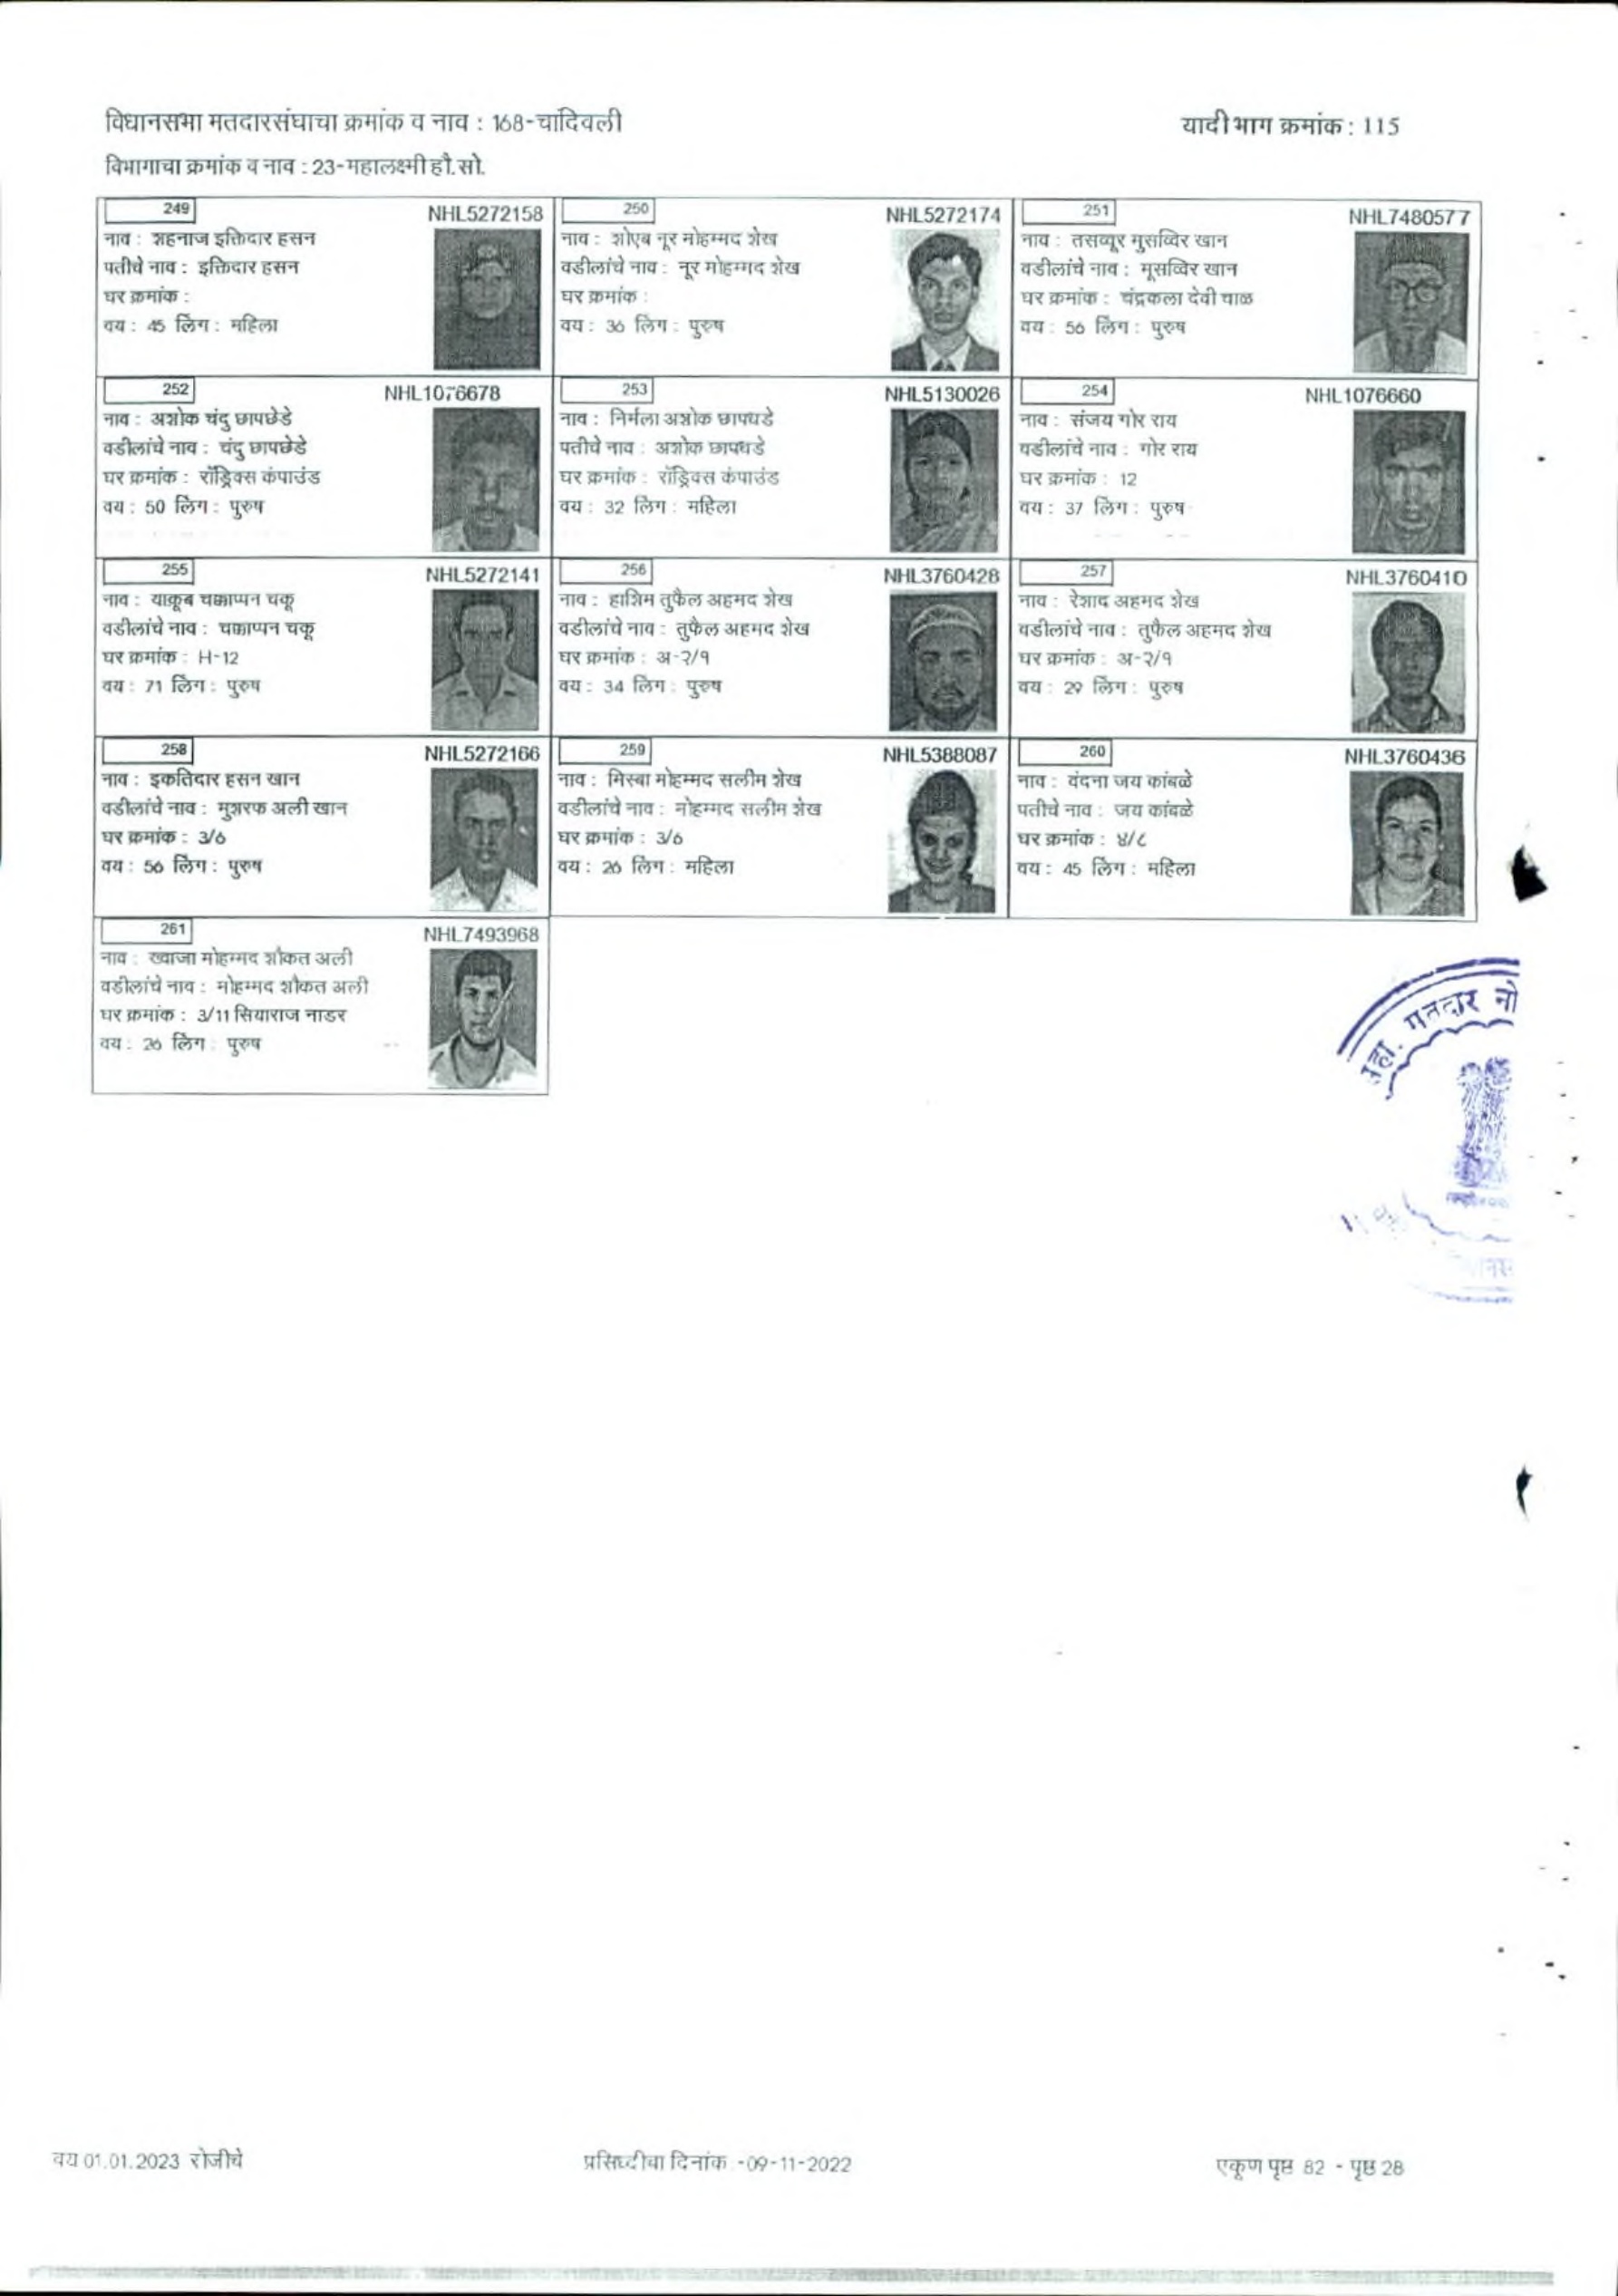 विधानसभा मतदारसंघाचा क्रमांक व नाव : 168-चांदिवली
यादी भाग क्रमांक : 115
विभागाचा क्रमांक व नाव : 23-महालक्ष्मी हौ. सो.
249
NHL5272158
नाव : शहनाज इक्तिदार हसन
पतीचे नाव : इक्तिदार हसन
घर क्रमांक :
वय : 45 लिंग : महिला
250
NHL5272174
नाव : शोएब नूर मोहम्मद शेख
वडीलांचे नाव : नूर मोहम्मद शेख
घर क्रमांक :
वय : 36 लिंग : पुरुष
251
NHL7480577
नाव : तसव्वूर मुसव्विर खान
वडीलांचे नाव : मूसव्विर खान
घर क्रमांक : चंद्रकला देवी चाळ
वय : 56 लिंग : पुरुष
252
NHL1076678
नाव : अशोक चंदु छापछेडे
वडीलांचे नाव : चंदु छापछेडे
घर क्रमांक : रॉड्रिक्स कंपाउंड
वय : 50 लिंग : पुरुष
253
NHL5130026
नाव : निर्मला अशोक छापघडे
पतीचे नाव : अशोक छापघडे
घर क्रमांक : रॉड्रिक्स कंपाउंड
वय : 32 लिंग : महिला
254
NHL1076660
नाव : संजय गोर राय
वडीलांचे नाव : गोर राय
घर क्रमांक : 12
वय : 37 लिंग : पुरुष
255
NHL5272141
नाव : याकूब चक्काप्पन चकू
वडीलांचे नाव : चक्काप्पन चकू
घर क्रमांक : H-12
वय : 71 लिंग : पुरुष
256
NHL3760428
नाव : हाशिम तुफैल अहमद शेख
वडीलांचे नाव : तुफैल अहमद शेख
घर क्रमांक : अ-२/१
वय : 34 लिंग : पुरुष
257
NHL3760410
नाव : रेशाद अहमद शेख
वडीलांचे नाव : तुफैल अहमद शेख
घर क्रमांक : अ-२/१
वय : 29 लिंग : पुरुष
258
NHL5272166
नाव : इकतिदार हसन खान
वडीलांचे नाव : मुशरफ अली खान
घर क्रमांक : 3/6
वय : 56 लिंग : पुरुष
259
NHL5388087
नाव : मिस्बा मोहम्मद सलीम शेख
वडीलांचे नाव : मोहम्मद सलीम शेख
घर क्रमांक : 3/6
वय : 26 लिंग : महिला
260
NHL3760436
नाव : वंदना जय कांबळे
पतीचे नाव : जय कांबळे
घर क्रमांक : ४/८
वय : 45 लिंग : महिला
261
NHL7493968
नाव : ख्वाजा मोहम्मद शौकत अली
वडीलांचे नाव : मोहम्मद शौकत अली
घर क्रमांक : 3/11 सियाराज नाडर
वय : 26 लिंग : पुरुष
सहा. मतदार नों
वय 01.01.2023 रोजीचे
प्रसिध्दीचा दिनांक -09-11-2022
एकूण पृष्ठ 82 - पृष्ठ 28